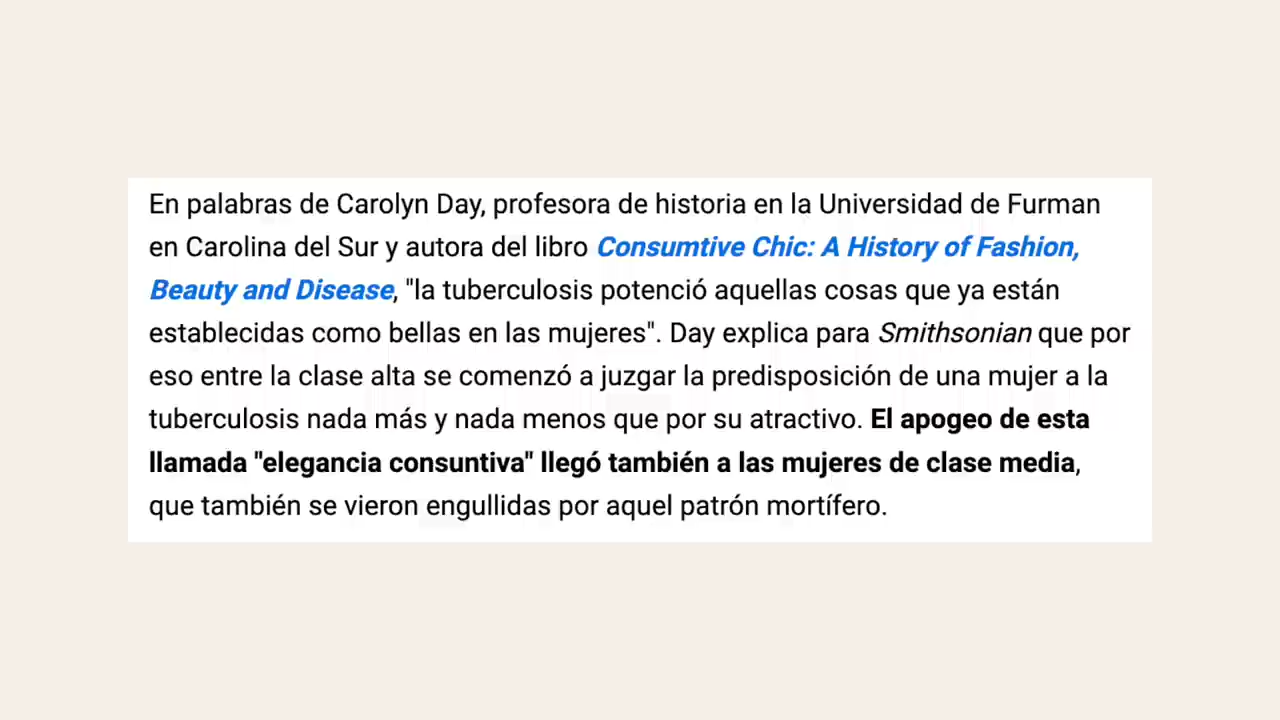 En palabras de Carolyn Day, profesora de historia en la Universidad de Furman
en Carolina del Sur y autora del libro Consumtive Chic: A History of Fashion,
Beauty and Disease, "la tuberculosis potenció aquellas cosas que ya están
establecidas como bellas en las mujeres". Day explica para Smithsonian que por
eso entre la clase alta se comenzó a juzgar la predisposición de una mujer a la
tuberculosis nada más y nada menos que por su atractivo. El apogeo de esta
llamada "elegancia consuntiva" llegó también a las mujeres de clase media,
que también se vieron engullidas por aquel patrón mortífero.